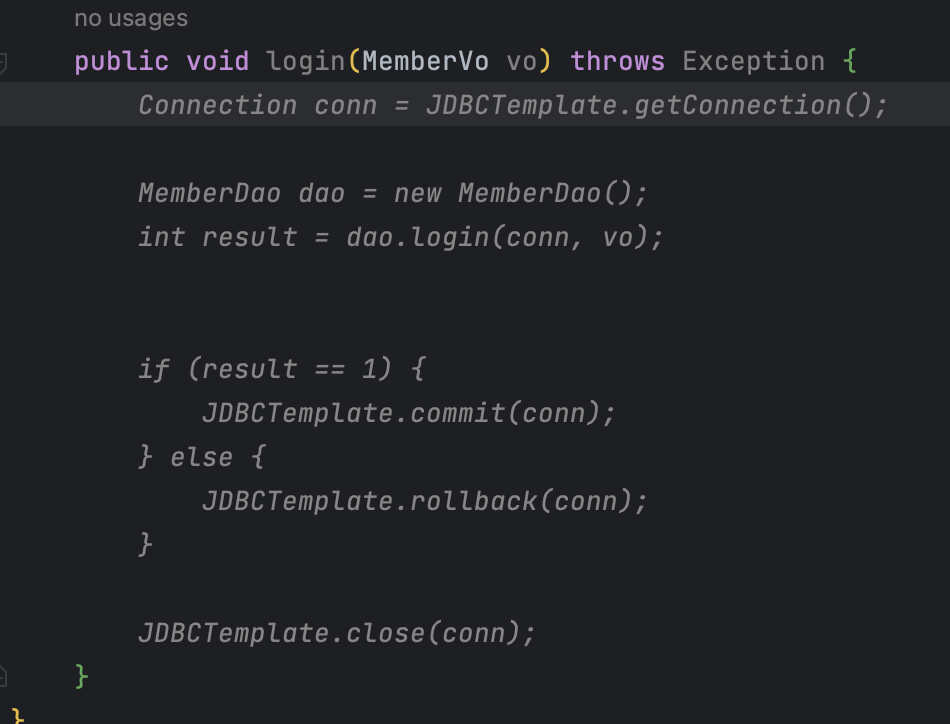 no usages
public void login(MemberVo vo) throws Exception {
Connection conn = JDBCTemplate.getConnection();
MemberDao dao = new MemberDao();
int result = dao.login(conn, vo);
if (result == 1) {
JDBCTemplate.commit(conn);
} else {
JDBCTemplate.rollback(conn);
}
JDBCTemplate.close(conn);
}
}